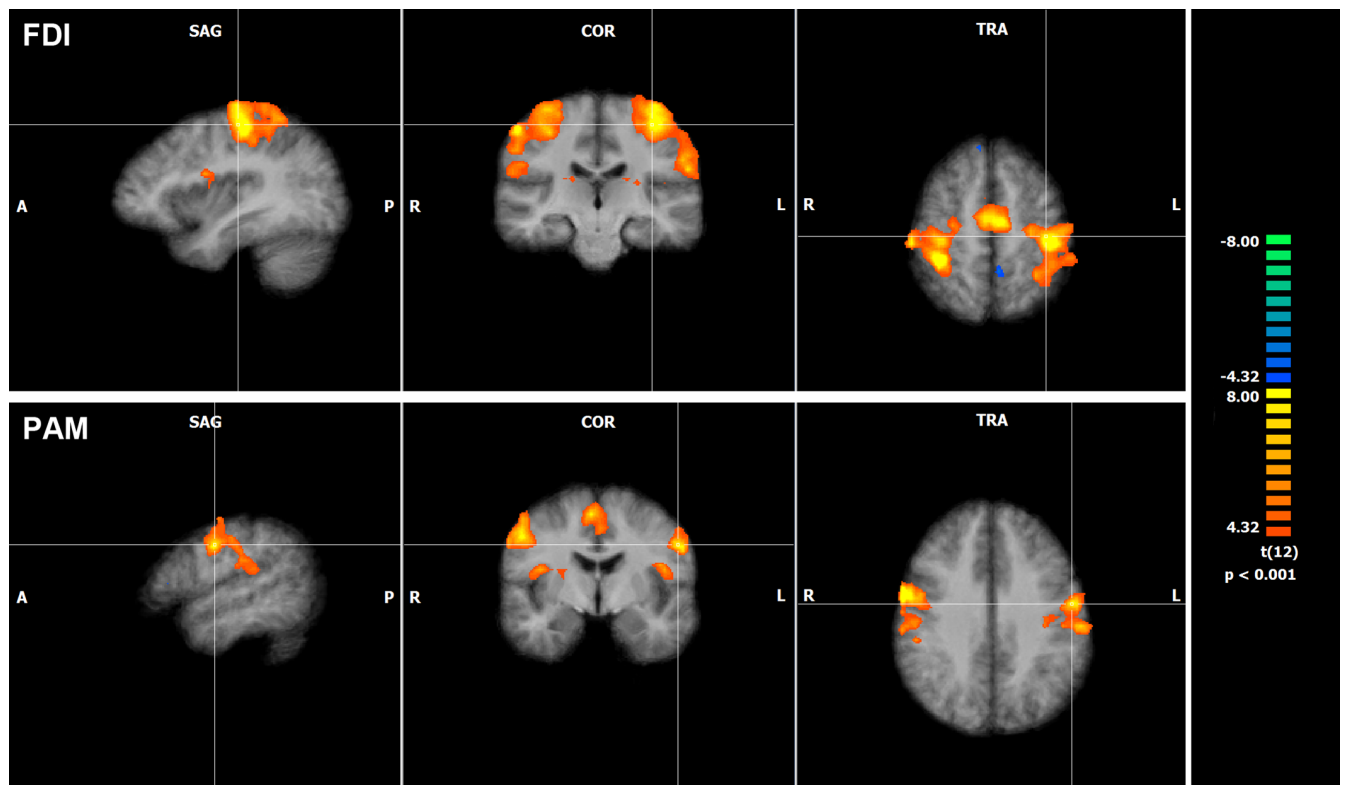 FDI
SAG
COR
TRA
A
P
R
L
R
L
PAM
SAG
COR
TRA
A
P
R
L
R
L
-8.00
-4.32
8.00
4.32
t(12)
p < 0.001